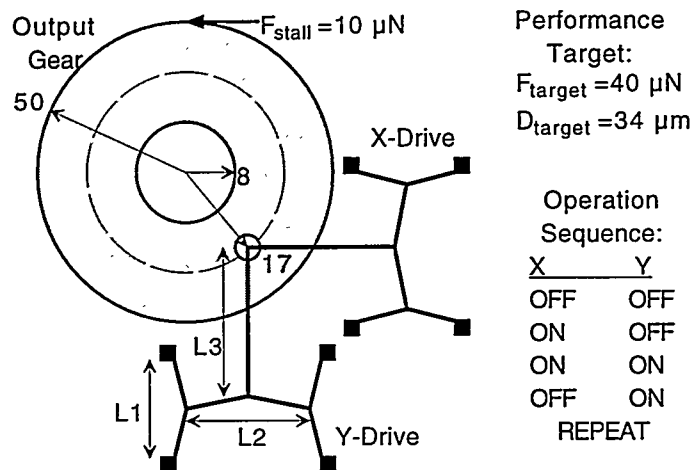 Output
Gear
F_stall =10 µN
50
8
17
X-Drive
L3
L1
L2
Y-Drive
Performance
Target:
F_target =40 µN
D_target =34 µm
Operation
Sequence:
X Y
OFF OFF
ON OFF
ON ON
OFF ON
REPEAT